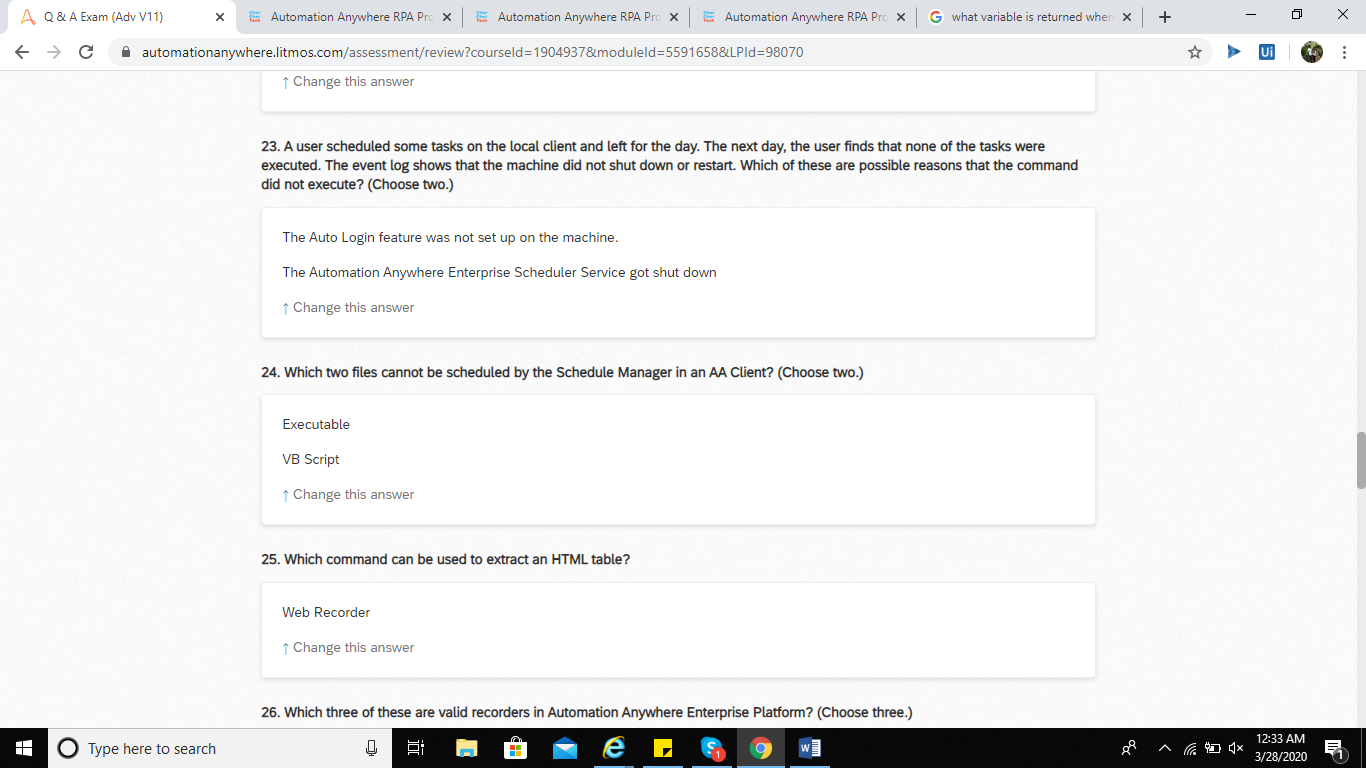 Q & A Exam (Adv V11)
Automation Anywhere RPA Pro
Automation Anywhere RPA Pro
Automation Anywhere RPA Pro
what variable is returned when
automationanywhere.litmos.com/assessment/review?courseId=1904937&moduleId=5591658&LPId=98070
Ui
↑ Change this answer
23. A user scheduled some tasks on the local client and left for the day. The next day, the user finds that none of the tasks were
executed. The event log shows that the machine did not shut down or restart. Which of these are possible reasons that the command
did not execute? (Choose two.)
The Auto Login feature was not set up on the machine.
The Automation Anywhere Enterprise Scheduler Service got shut down
↑ Change this answer
24. Which two files cannot be scheduled by the Schedule Manager in an AA Client? (Choose two.)
Executable
VB Script
↑ Change this answer
25. Which command can be used to extract an HTML table?
Web Recorder
↑ Change this answer
26. Which three of these are valid recorders in Automation Anywhere Enterprise Platform? (Choose three.)
Type here to search
1
12:33 AM
3/28/2020
1